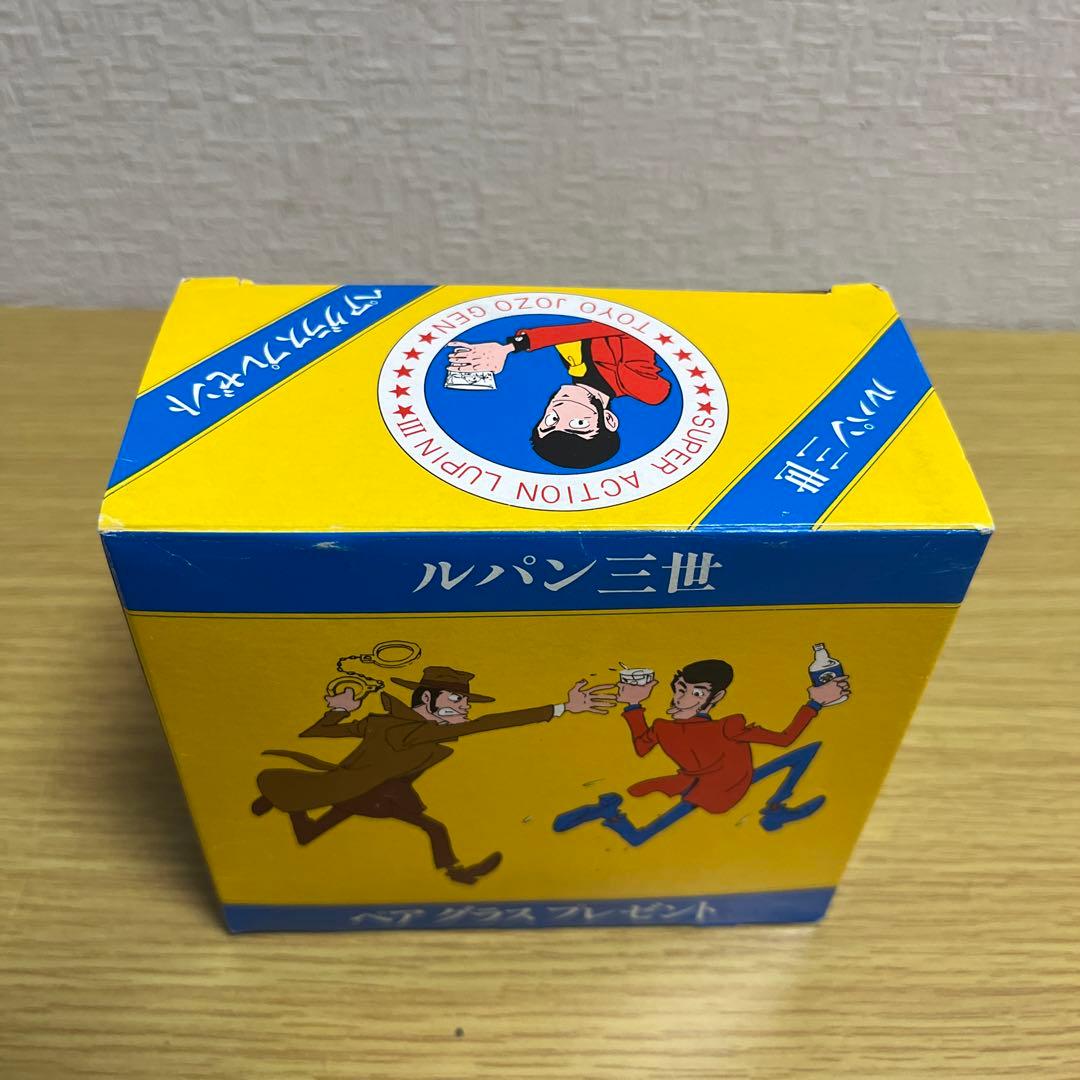 ペアグラスプレゼント
★★★★★SUPER ACTION LUPIN III★★★★★
TOYO JOZO GEN
ルパン三世
ルパン三世
ペア グラス プレゼント